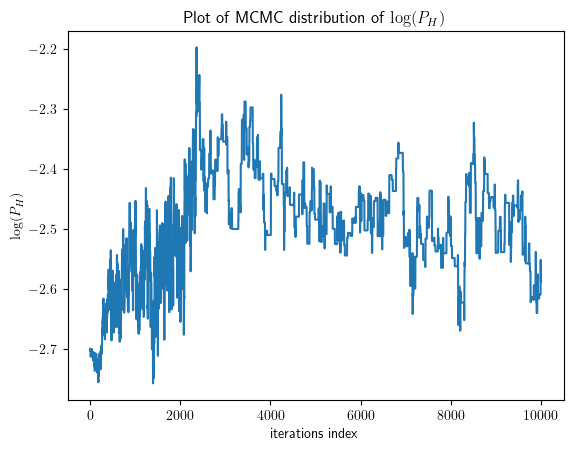 Plot of MCMC distribution of log(P_H)
−2.2
−2.3
−2.4
−2.5
−2.6
−2.7
log(P_H)
0 2000 4000 6000 8000 10000
iterations index